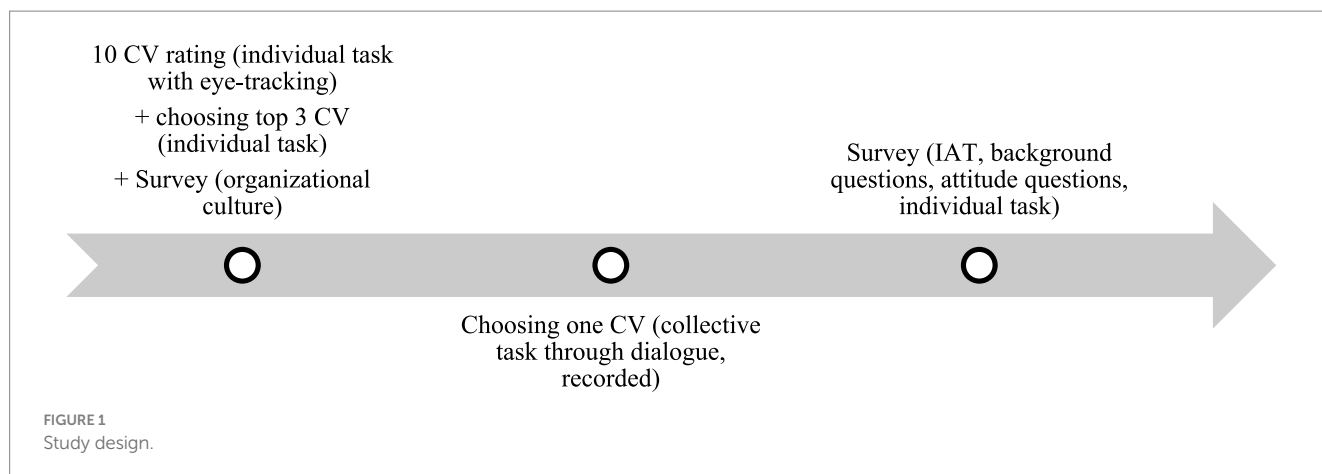 10 CV rating (individual task
with eye-tracking)
+ choosing top 3 CV
(individual task)
+ Survey (organizational
culture)
Choosing one CV (collective
task through dialogue,
recorded)
Survey (IAT, background
questions, attitude questions,
individual task)
FIGURE 1
Study design.